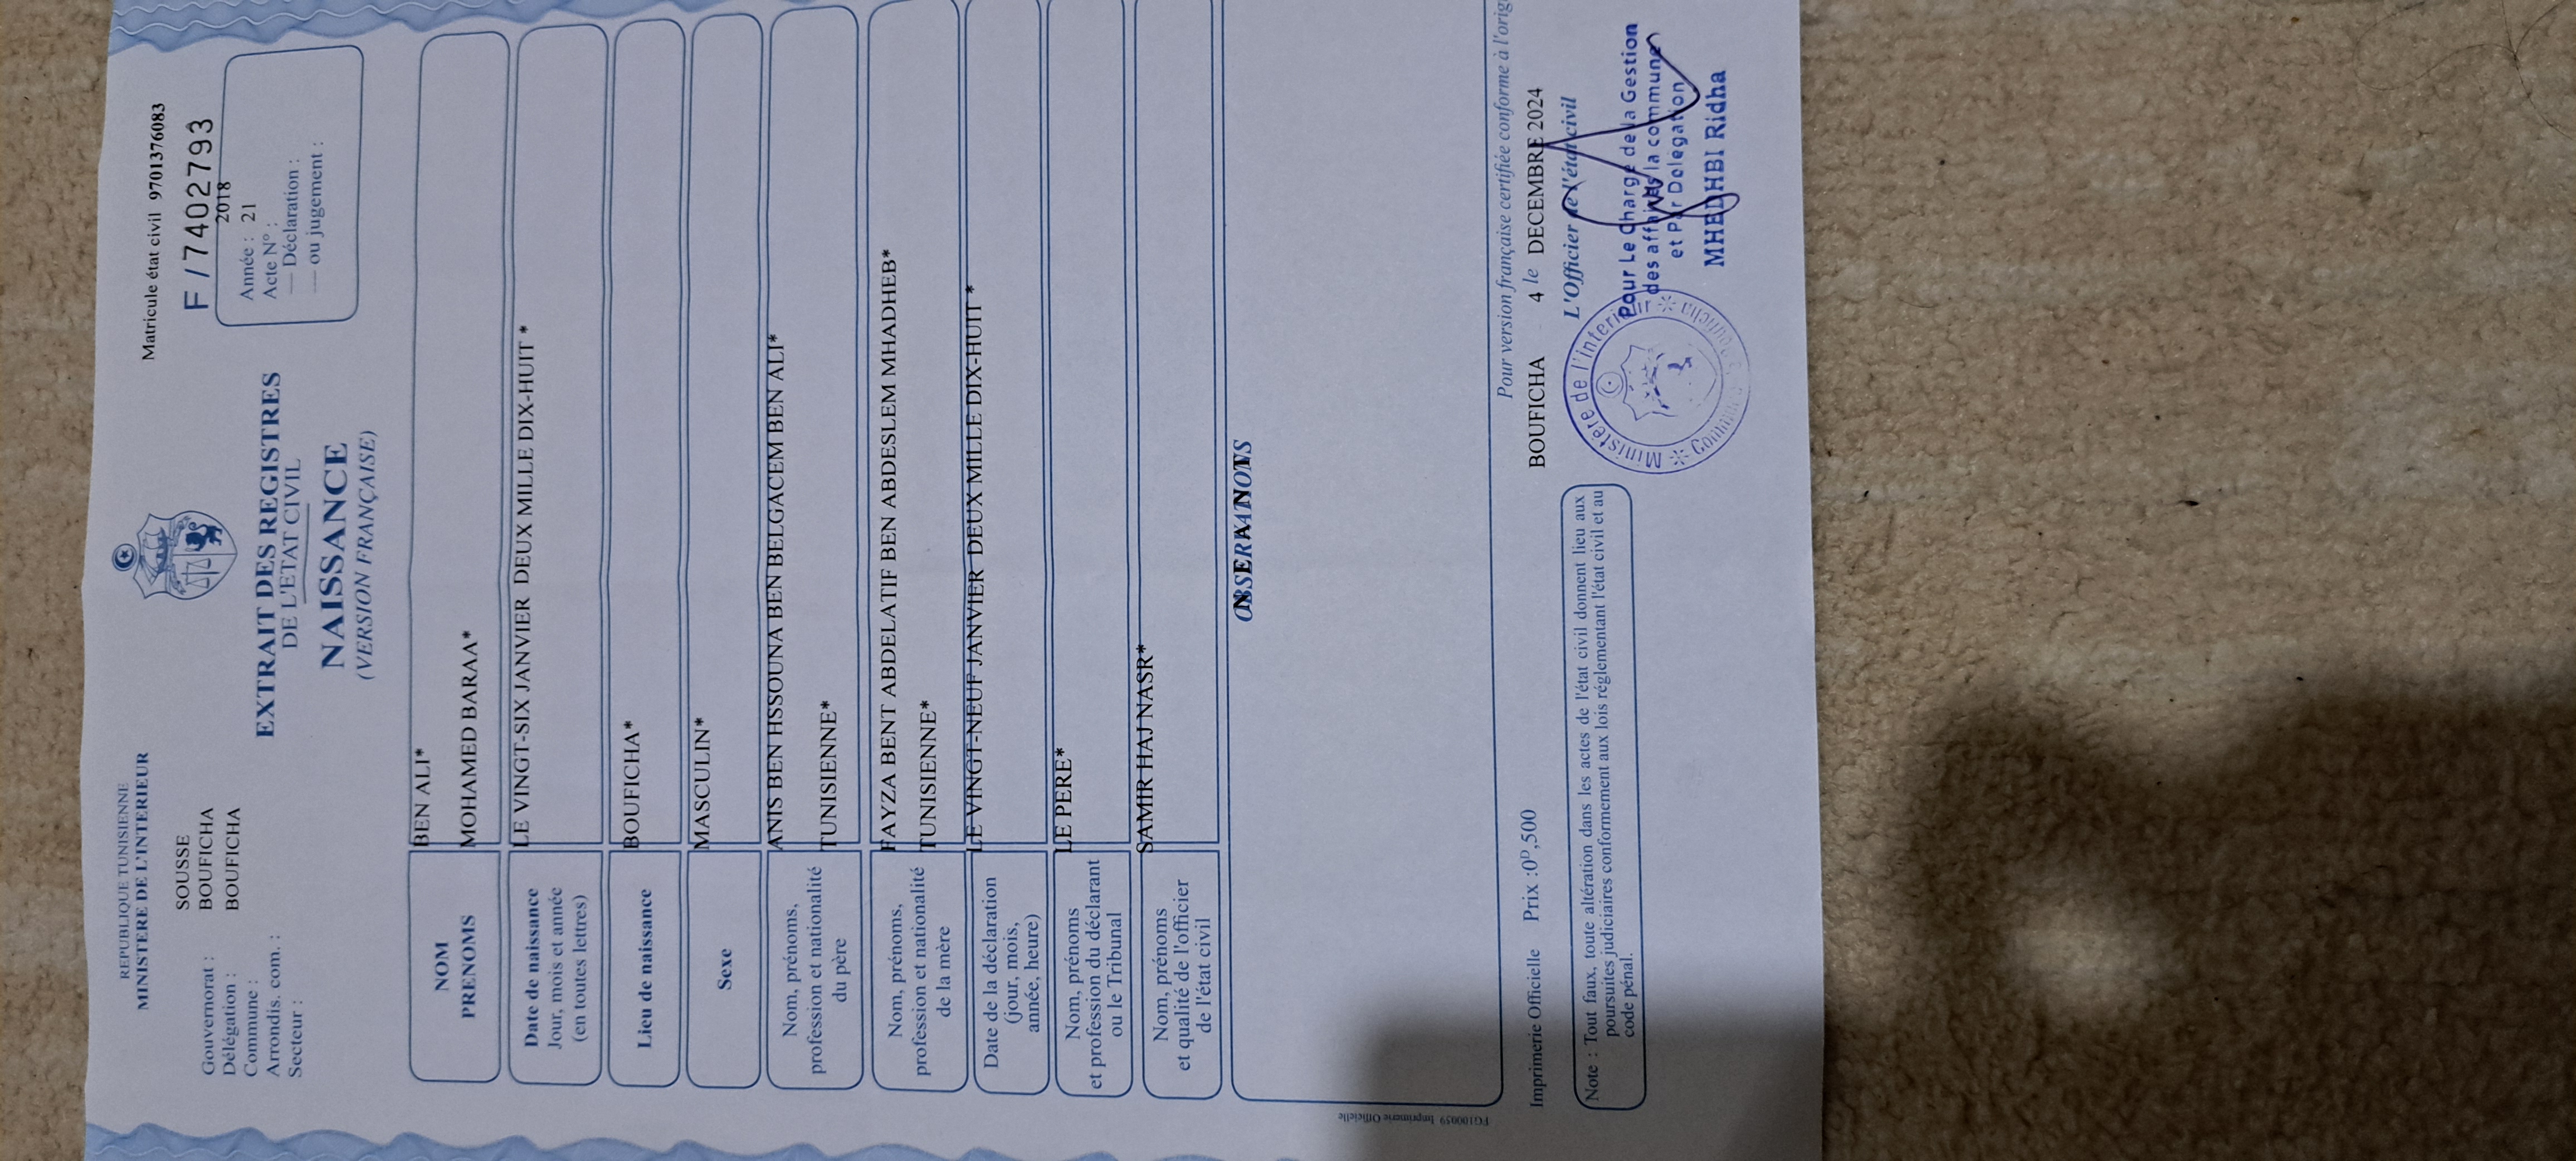 REPUBLIQUE TUNISIENNE
MINISTERE DE L'INTERIEUR
Matricule état civil 9701376083
F / 7402793
SOUSSE
Gouvernorat : BOUFICHA
Délégation : BOUFICHA
Commune :
Arrondis. com. :
Secteur :
2018
Année : 21
Acte N° :
— Déclaration :
— ou jugement :
EXTRAIT DES REGISTRES
DE L'ETAT CIVIL
NAISSANCE
(VERSION FRANÇAISE)
NOM BEN ALI*
PRENOMS MOHAMED BARAA*
Date de naissance LE VINGT-SIX JANVIER DEUX MILLE DIX-HUIT *
Jour, mois et année
(en toutes lettres)
Lieu de naissance BOUFICHA*
Sexe MASCULIN*
Nom, prénoms, ANIS BEN HSSOUNA BEN BELGACEM BEN ALI*
profession et nationalité
du père TUNISIENNE*
Nom, prénoms, FAYZA BENT ABDELATIF BEN ABDESLEM MHADHEB*
profession et nationalité
de la mère TUNISIENNE*
Date de la déclaration LE VINGT-NEUF JANVIER DEUX MILLE DIX-HUIT *
(jour, mois,
année, heure)
Nom, prénoms LE PERE*
et profession du déclarant
ou le Tribunal
Nom, prénoms SAMIR HAJ NASR*
et qualité de l'officier
de l'état civil
OBSERVATIONS
FG100059 Imprimerie Officielle
Pour version française certifiée conforme à l'orig
Imprimerie Officielle Prix :0ᴰ,500
BOUFICHA 4 le DECEMBRE 2024
L'Officier de l'état civil
Note : Tout faux, toute altération dans les actes de l'état civil donnent lieu aux
poursuites judiciaires conformement aux lois réglementant l'état civil et au
code pénal.
Ministère de l'Interieur
Pour Le Chargé de la Gestion
des affaires la commune
et Par Delegation
MHEDHBI Ridha